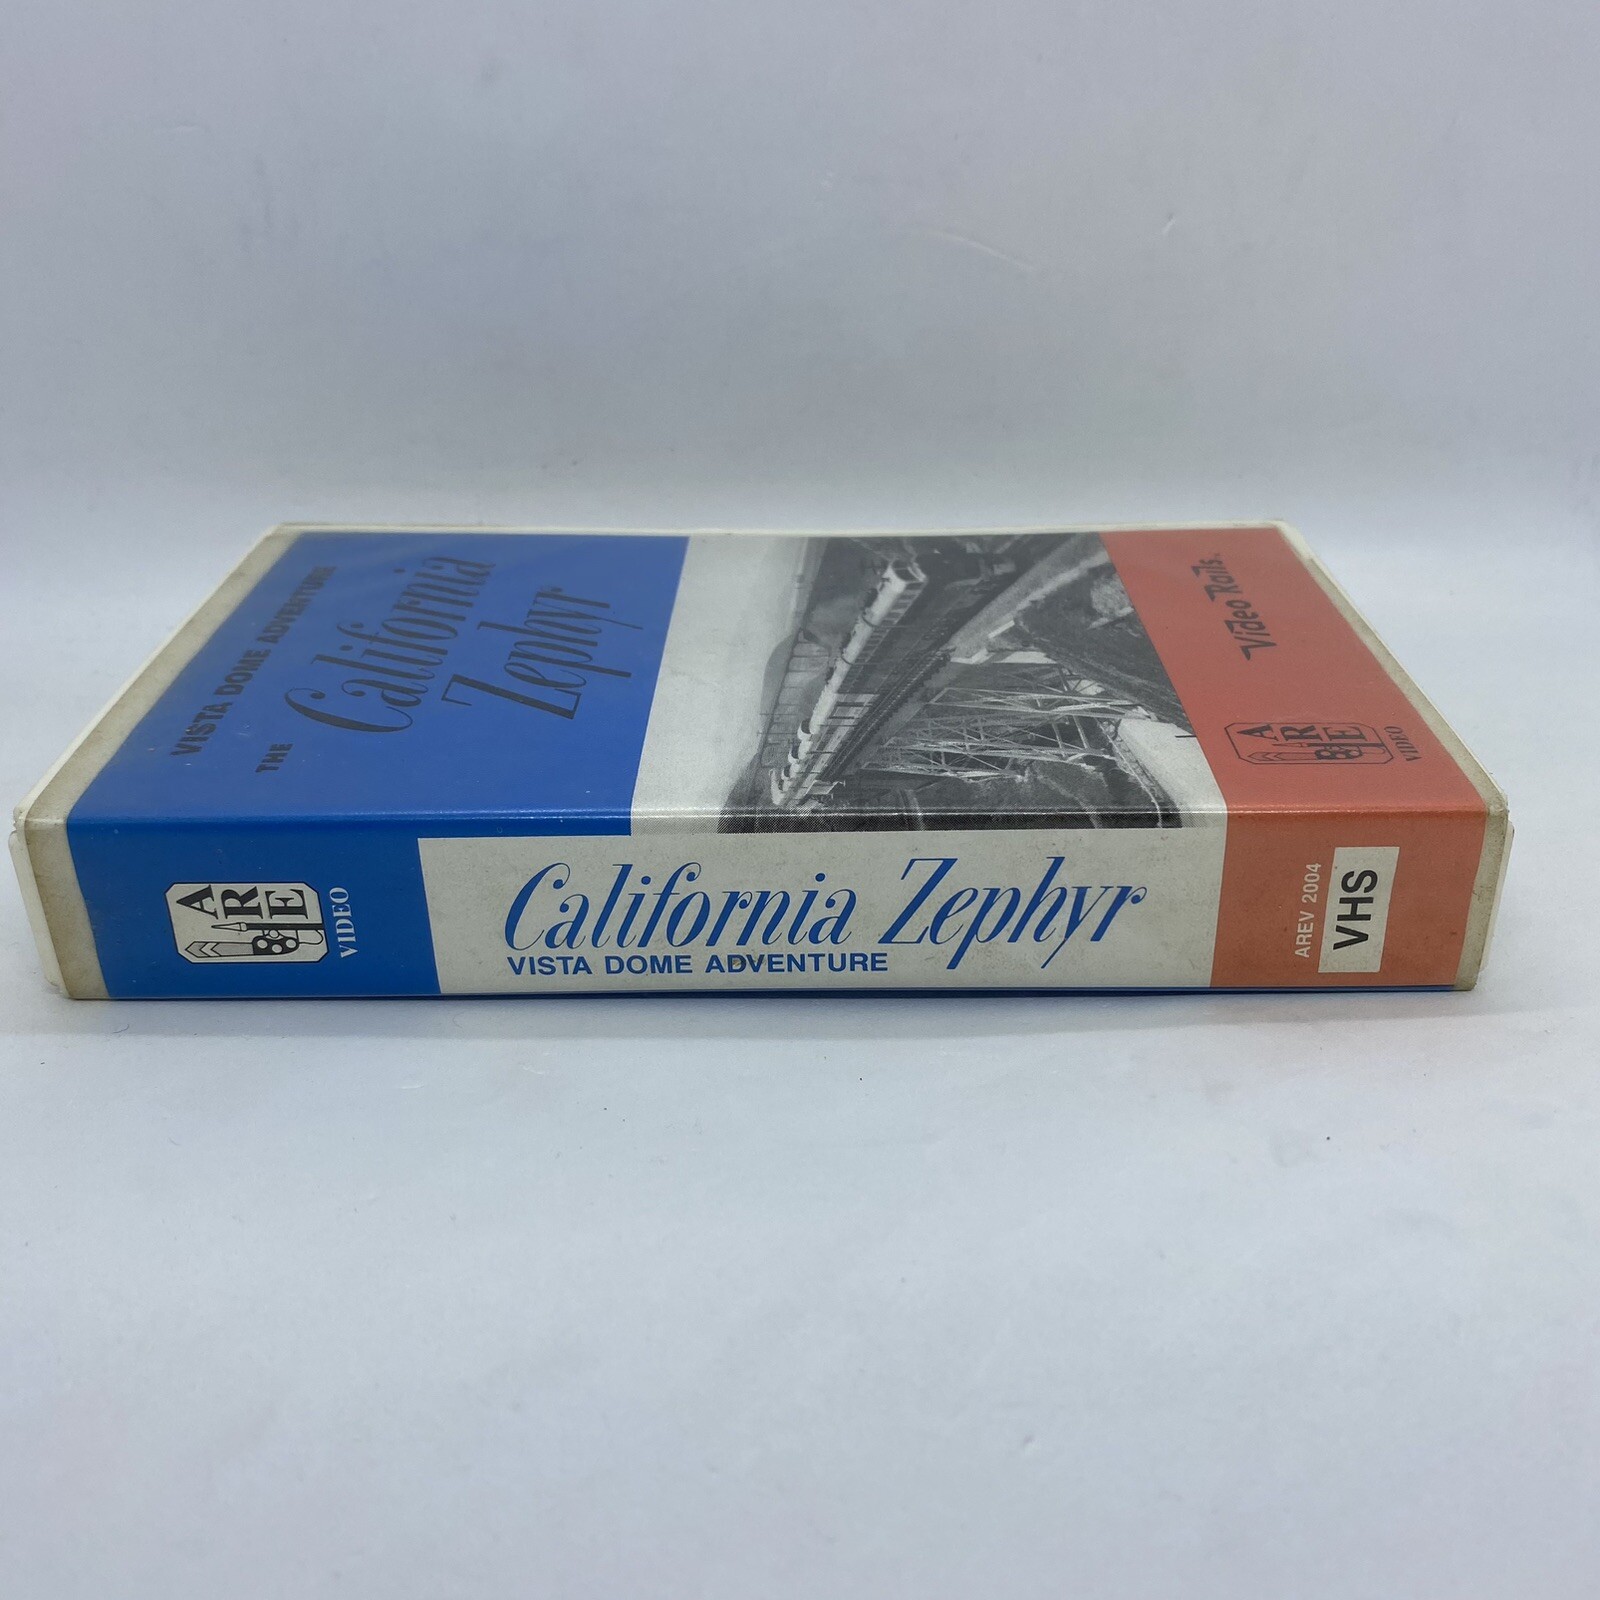 VISTA DOME ADVENTURE
THE
California
Zephyr
Video Rails
A
R
E
VIDEO
A
R
E
VIDEO
California Zephyr
VISTA DOME ADVENTURE
AREV 2004
VHS